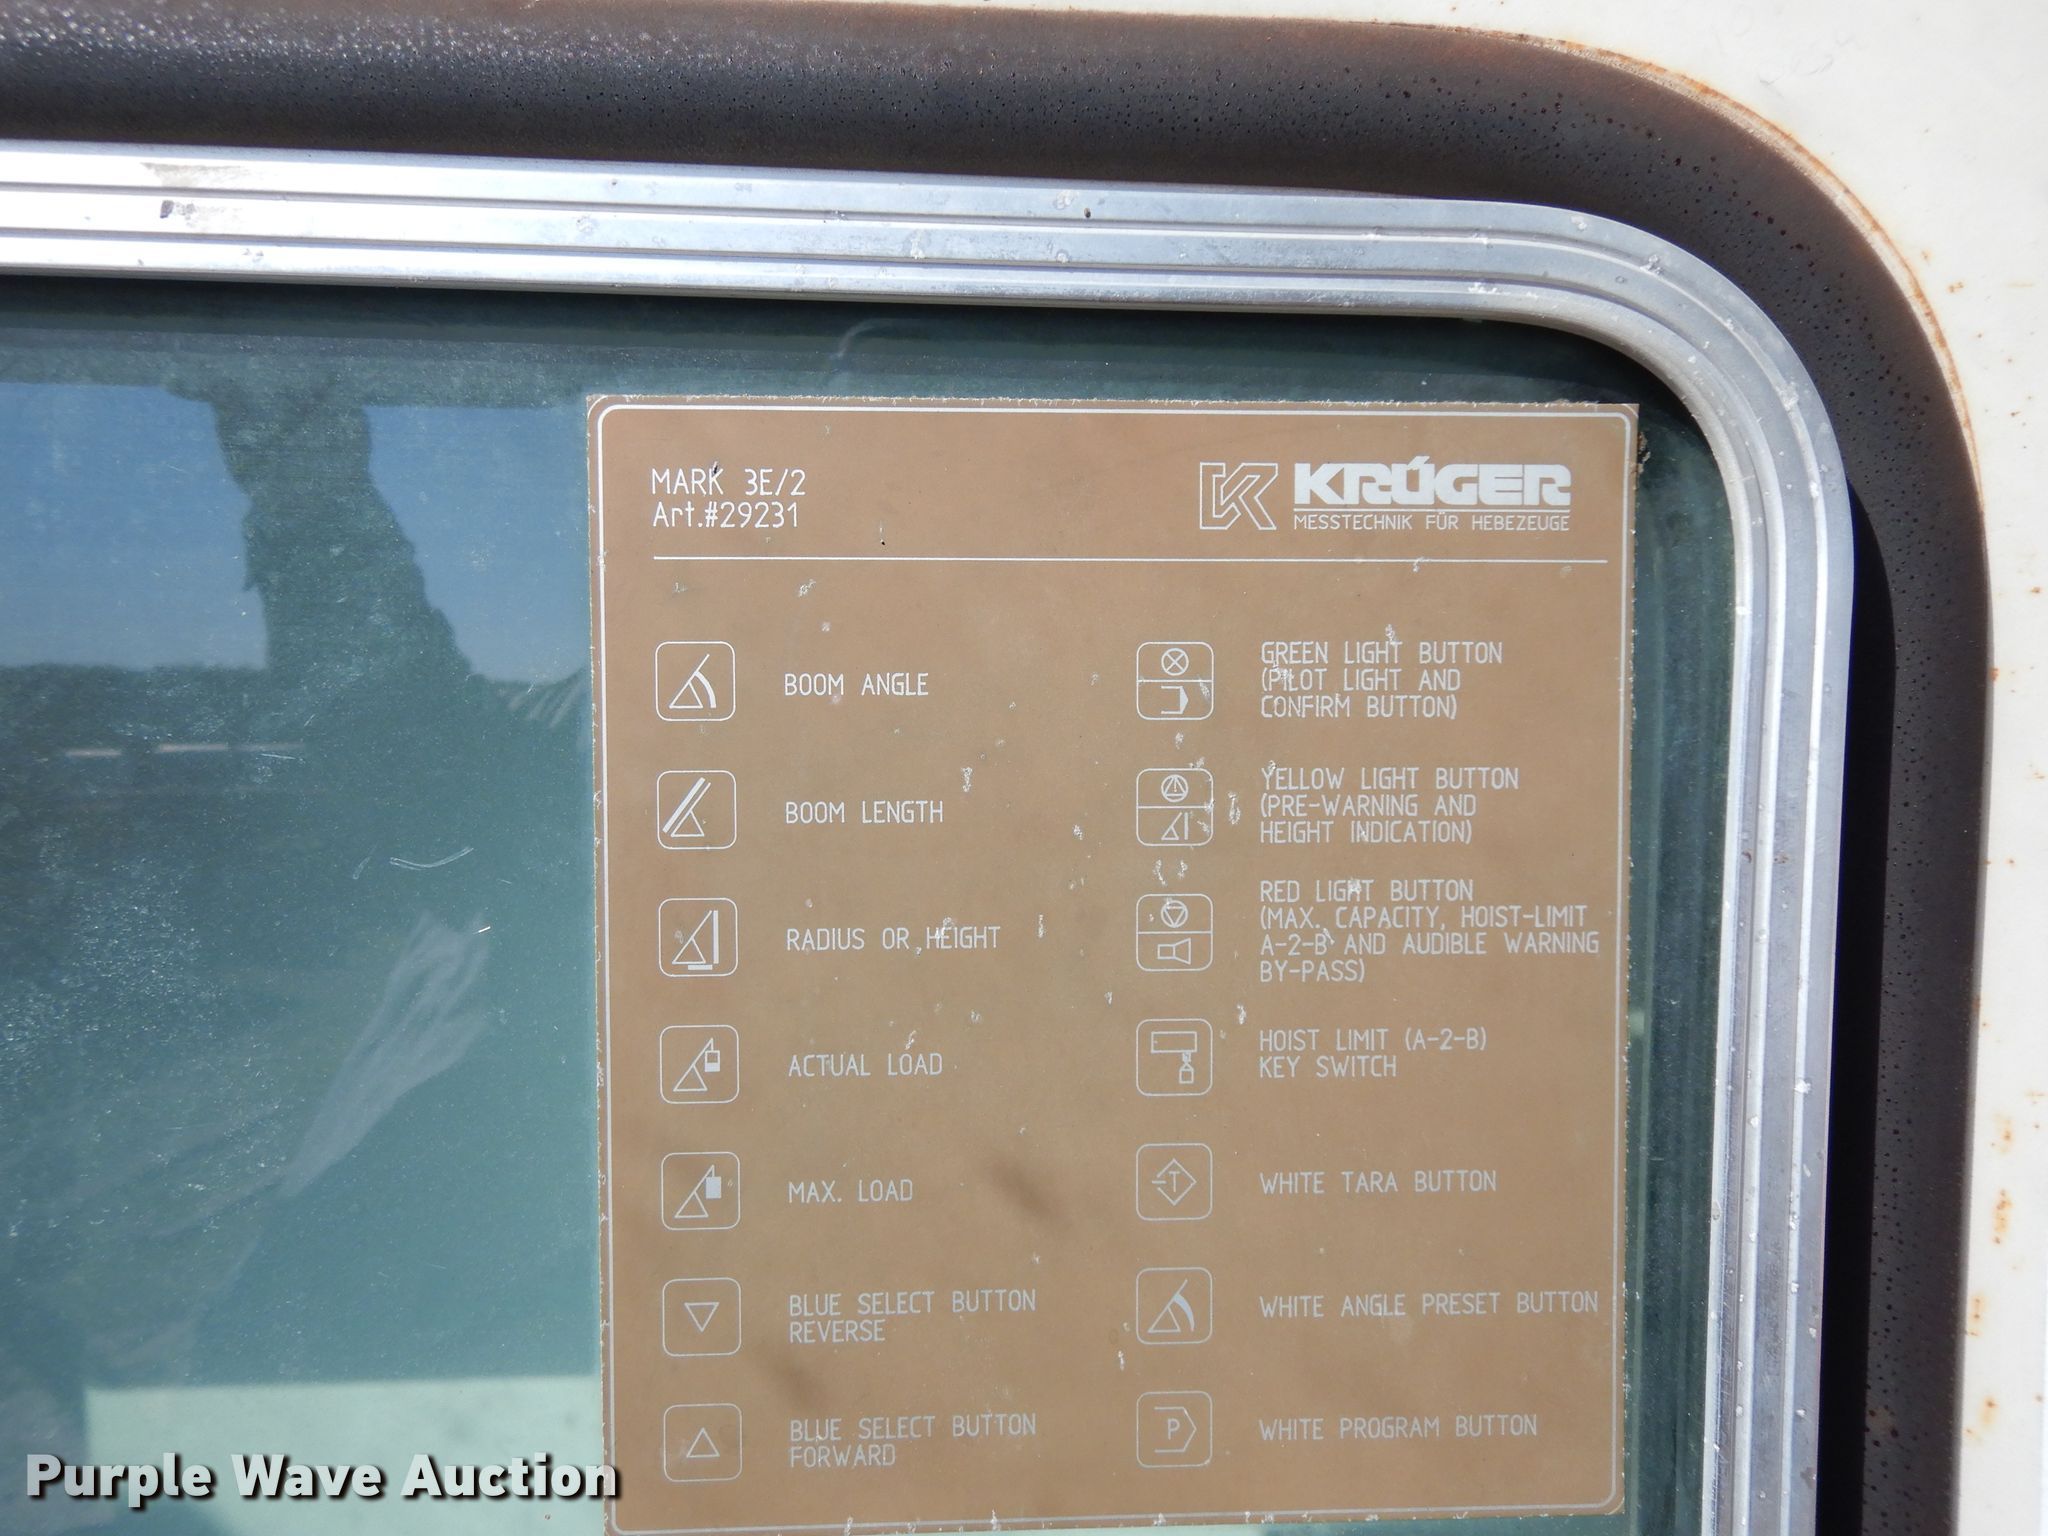 MARK 3E/2
Art.#29231
KRÜGER
MESSTECHNIK FÜR HEBEZEUGE
BOOM ANGLE
BOOM LENGTH
RADIUS OR HEIGHT
ACTUAL LOAD
MAX. LOAD
BLUE SELECT BUTTON
REVERSE
BLUE SELECT BUTTON
FORWARD
GREEN LIGHT BUTTON
(PILOT LIGHT AND
CONFIRM BUTTON)
YELLOW LIGHT BUTTON
(PRE-WARNING AND
HEIGHT INDICATION)
RED LIGHT BUTTON
(MAX. CAPACITY, HOIST-LIMIT
A-2-B AND AUDIBLE WARNING
BY-PASS)
HOIST LIMIT (A-2-B)
KEY SWITCH
T
WHITE TARA BUTTON
WHITE ANGLE PRESET BUTTON
P
WHITE PROGRAM BUTTON
Purple Wave Auction